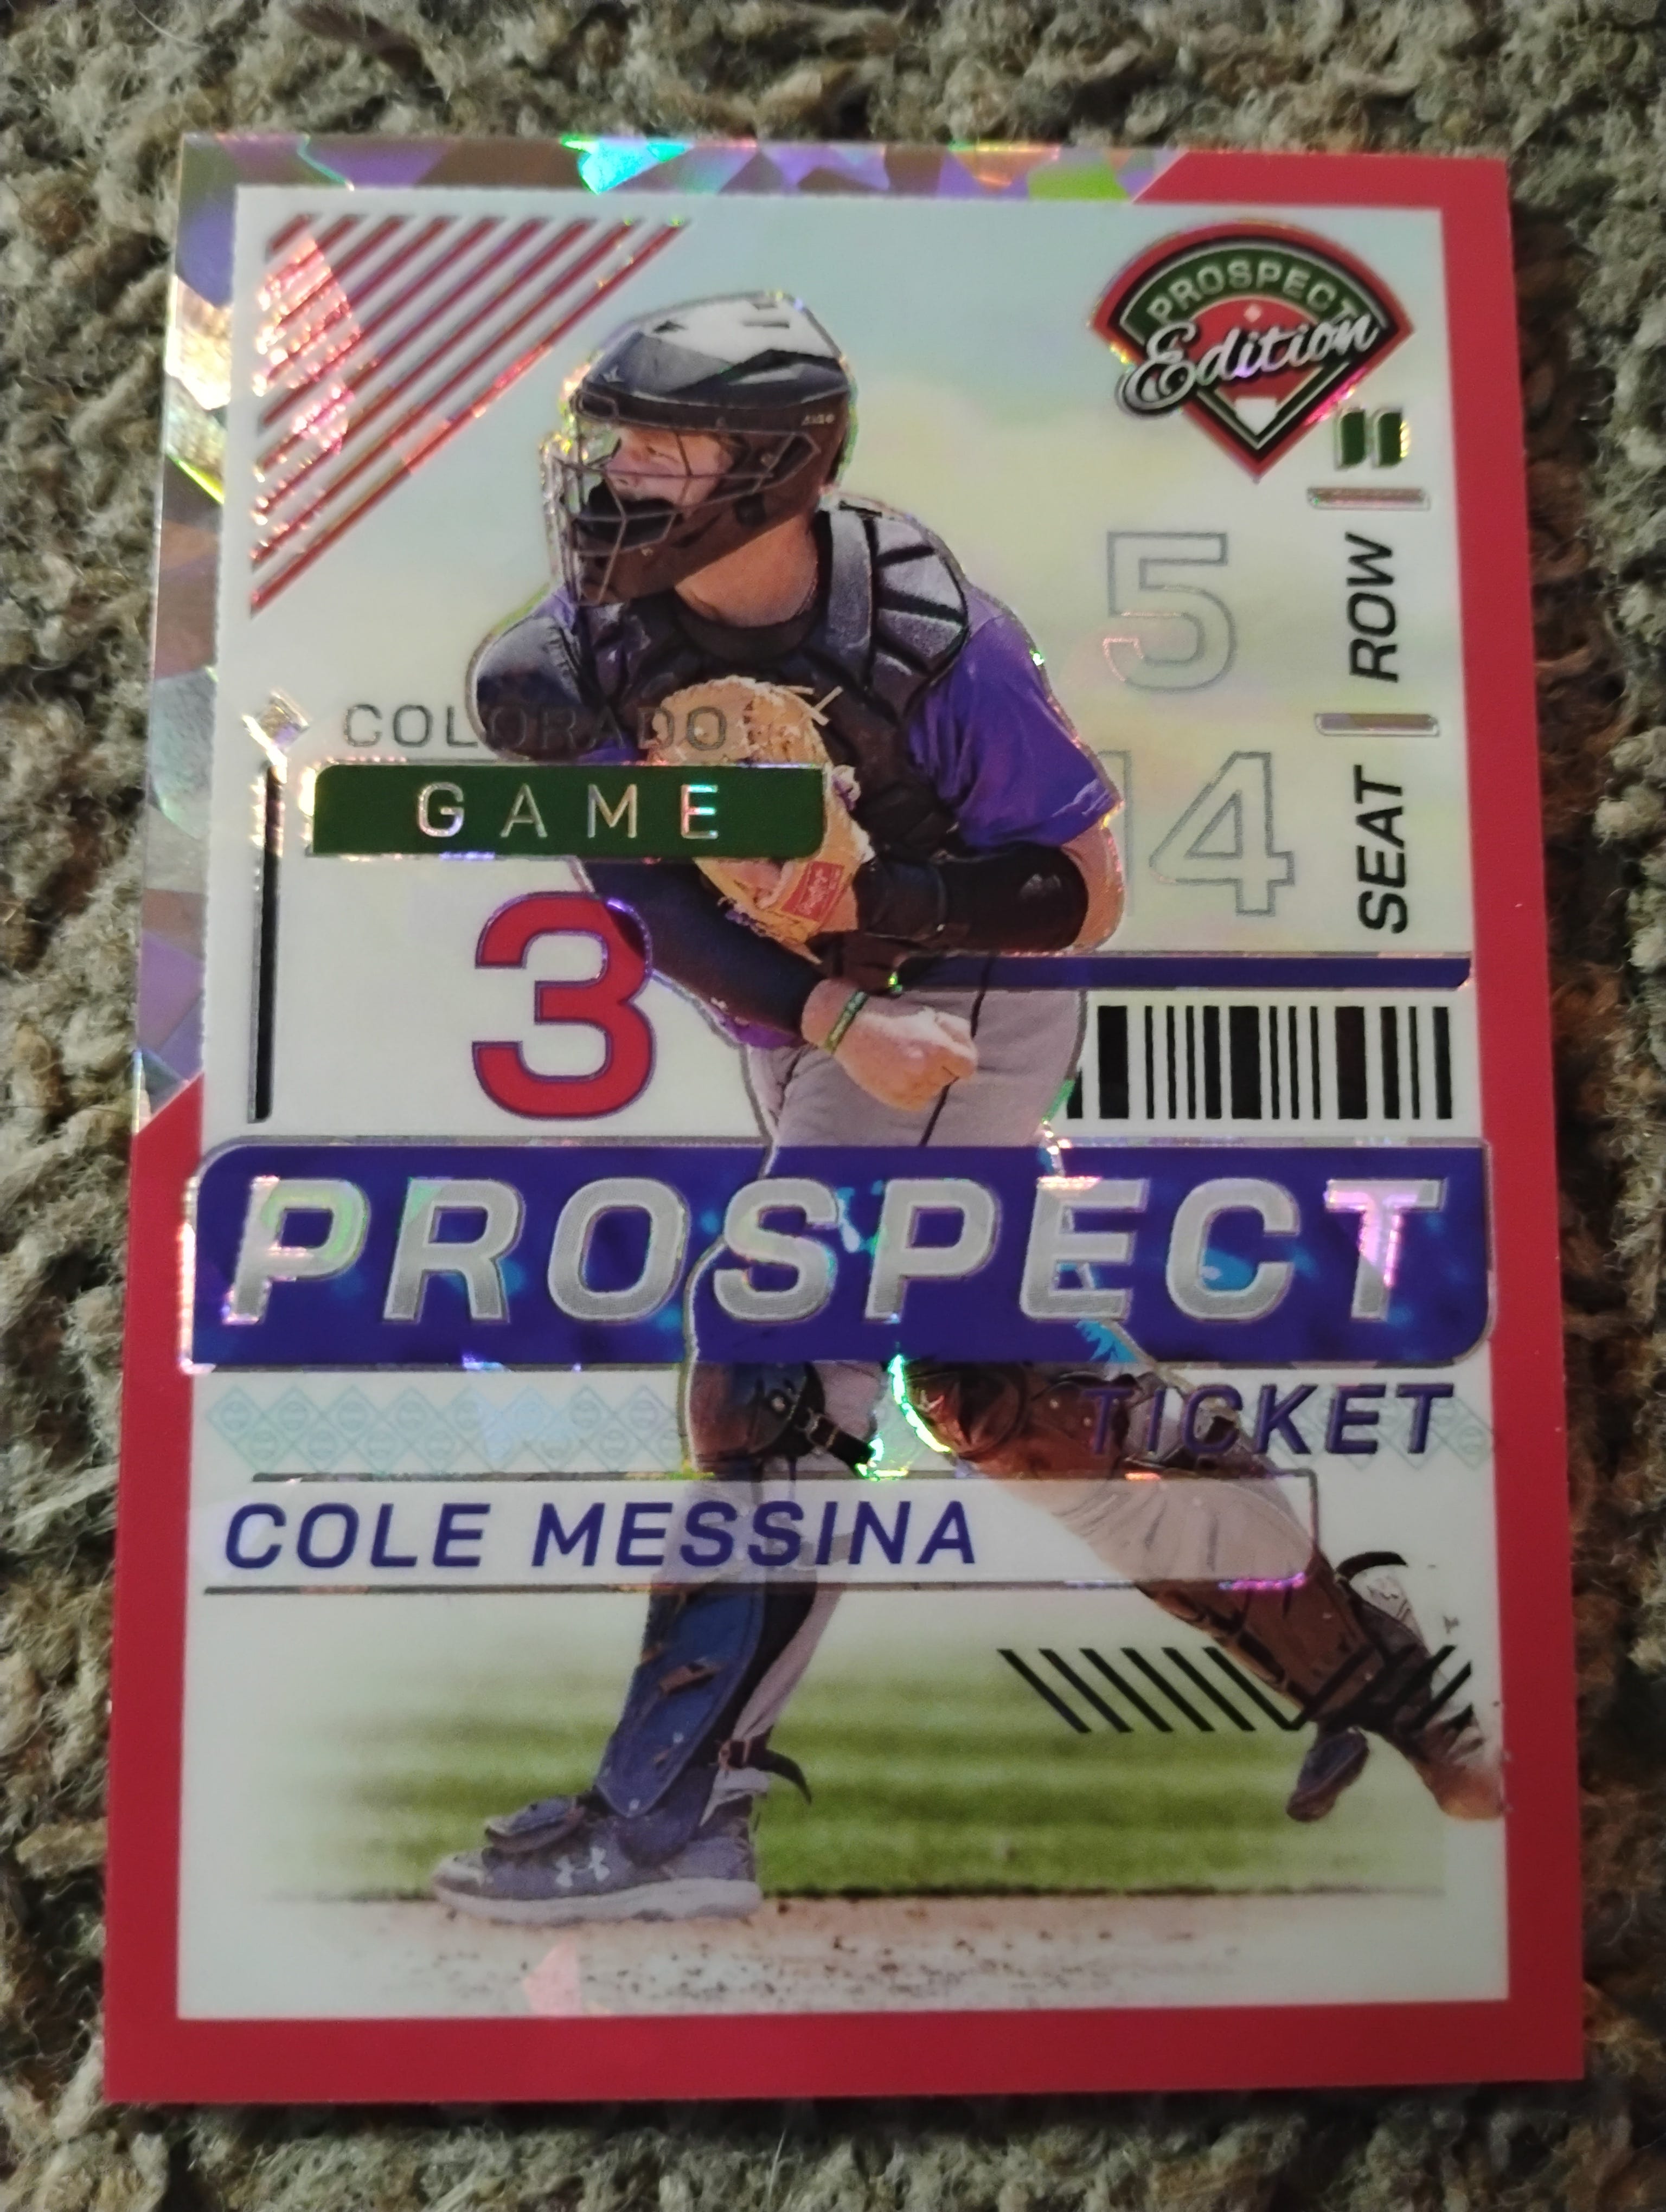 PROSPECT
Edition
5
ROW
COLORADO
GAME
14
SEAT
3
PROSPECT
TICKET
COLE MESSINA